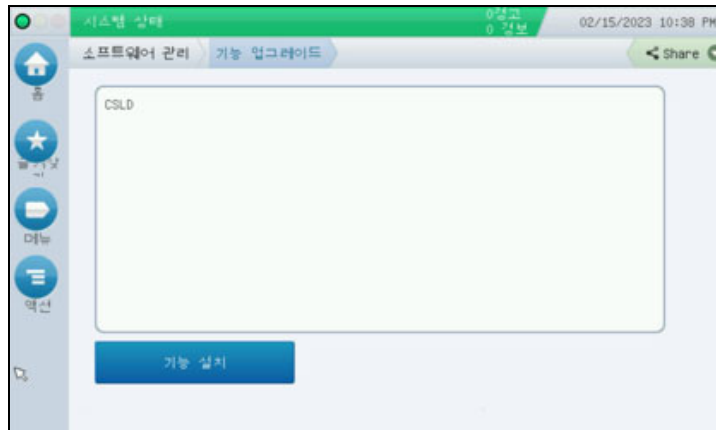 시스템 상태
0경고
0 경보
02/15/2023 10:38 PM
소프트웨어 관리
기능 업그레이드
Share
홈
메뉴
액션
CSLD
기능 설치